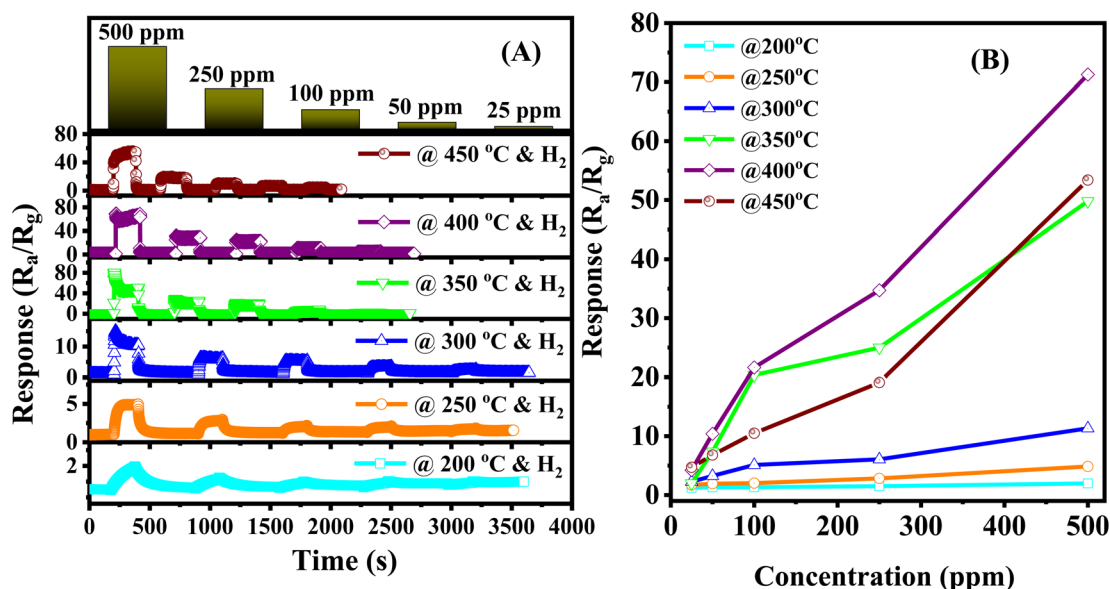 500 ppm
(A)
250 ppm
100 ppm
50 ppm
25 ppm
80
40
0
@ 450 °C & H₂
80
40
0
@ 400 °C & H₂
80
40
0
@ 350 °C & H₂
10
0
@ 300 °C & H₂
5
0
@ 250 °C & H₂
2
@ 200 °C & H₂
0 500 1000 1500 2000 2500 3000 3500 4000
Time (s)
Response (Rₐ/R_g)
(B)
@200°C
@250°C
@300°C
@350°C
@400°C
@450°C
80
70
60
50
40
30
20
10
0
0 100 200 300 400 500
Concentration (ppm)
Response (Rₐ/R_g)